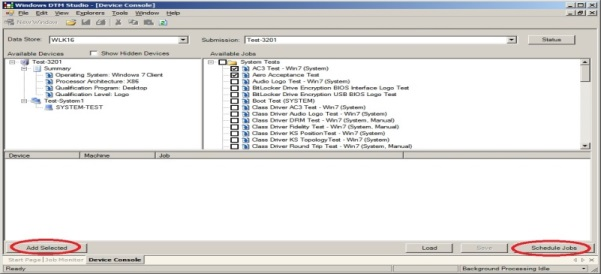 Windows DTM Studio - [Device Console]
File Edit View Explorers Tools Window Help
New Window
Data Store: WLK16 Submission: Test-3201 Status
Available Devices Show Hidden Devices Available Jobs
Test-3201
Summary
Operating System: Windows 7 Client
Processor Architecture: X86
Qualification Program: Desktop
Qualification Level: Logo
Test-System1
SYSTEM-TEST
System Tests
AC3 Test - Win7 (System)
Aero Acceptance Test
Audio Logo Test - Win7 (System)
BitLocker Drive Encryption BIOS Interface Logo Test
BitLocker Drive Encryption USB BIOS Logo Test
Boot Test (SYSTEM)
Class Driver AC3 Test - Win7 (System)
Class Driver Audio Logo Test - Win7 (System)
Class Driver DRM Test - Win7 (System, Manual)
Class Driver Fidelity Test - Win7 (System, Manual)
Class Driver KS PositionTest - Win7 (System)
Class Driver KS TopologyTest - Win7 (System)
Class Driver Round Trip Test - Win7 (System, Manual)
Device Machine Job
Add Selected Load Save Schedule Jobs
Start Page Job Monitor Device Console
Ready Background Processing Idle